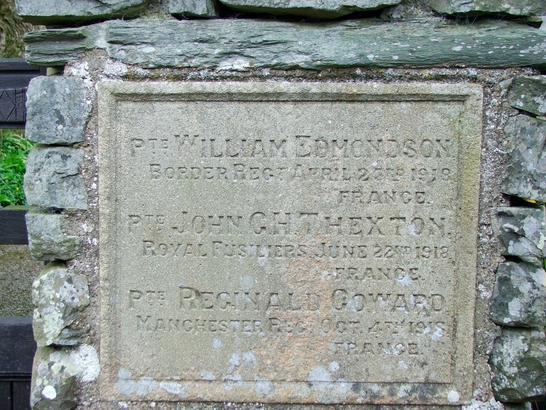 PTE WILLIAM EDMONDSON
BORDER REGT APRIL 1918
FRANCE.
PTE JOHN G.H. THEXTON.
ROYAL FUSILIERS JUNE 22ND 1918
FRANCE.
PTE REGINALD COWARD
MANCHESTER REGT OCT. 4TH 1918
FRANCE.